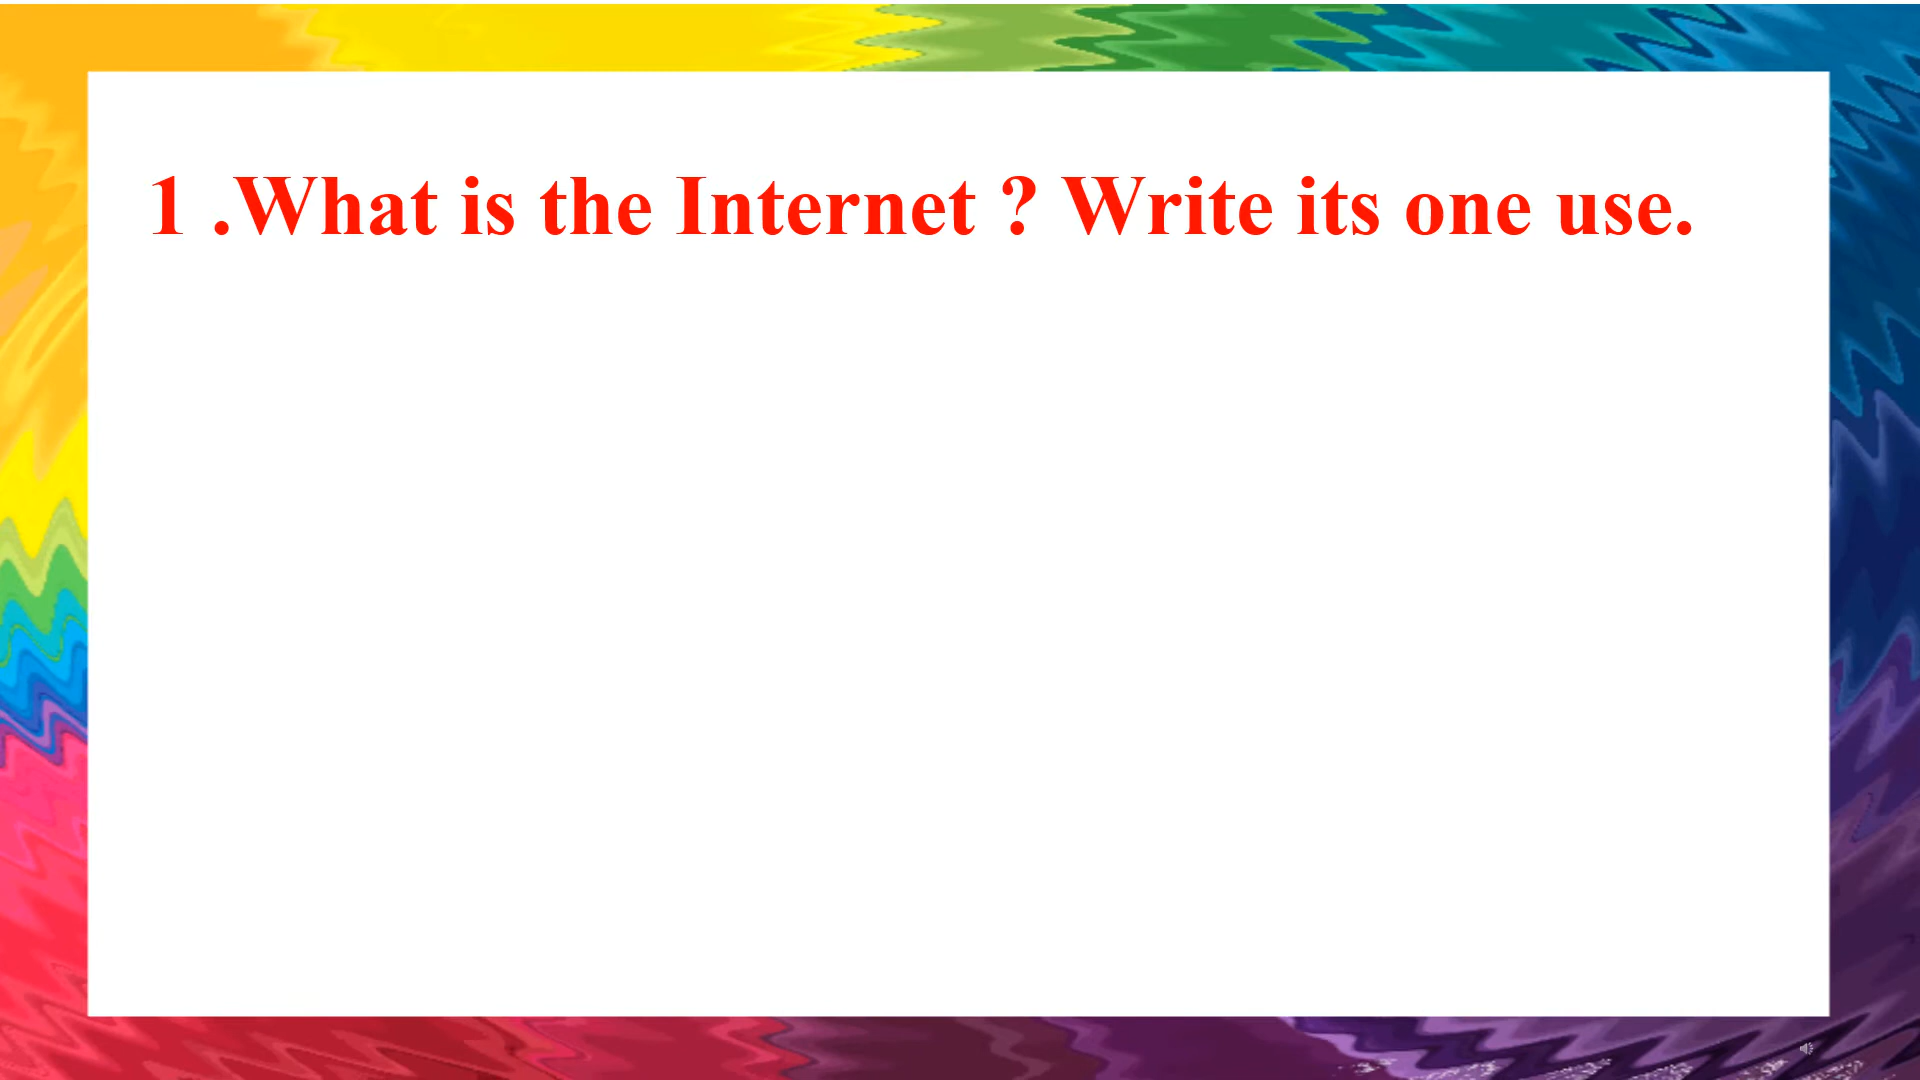 1 .What is the Internet ? Write its one use.